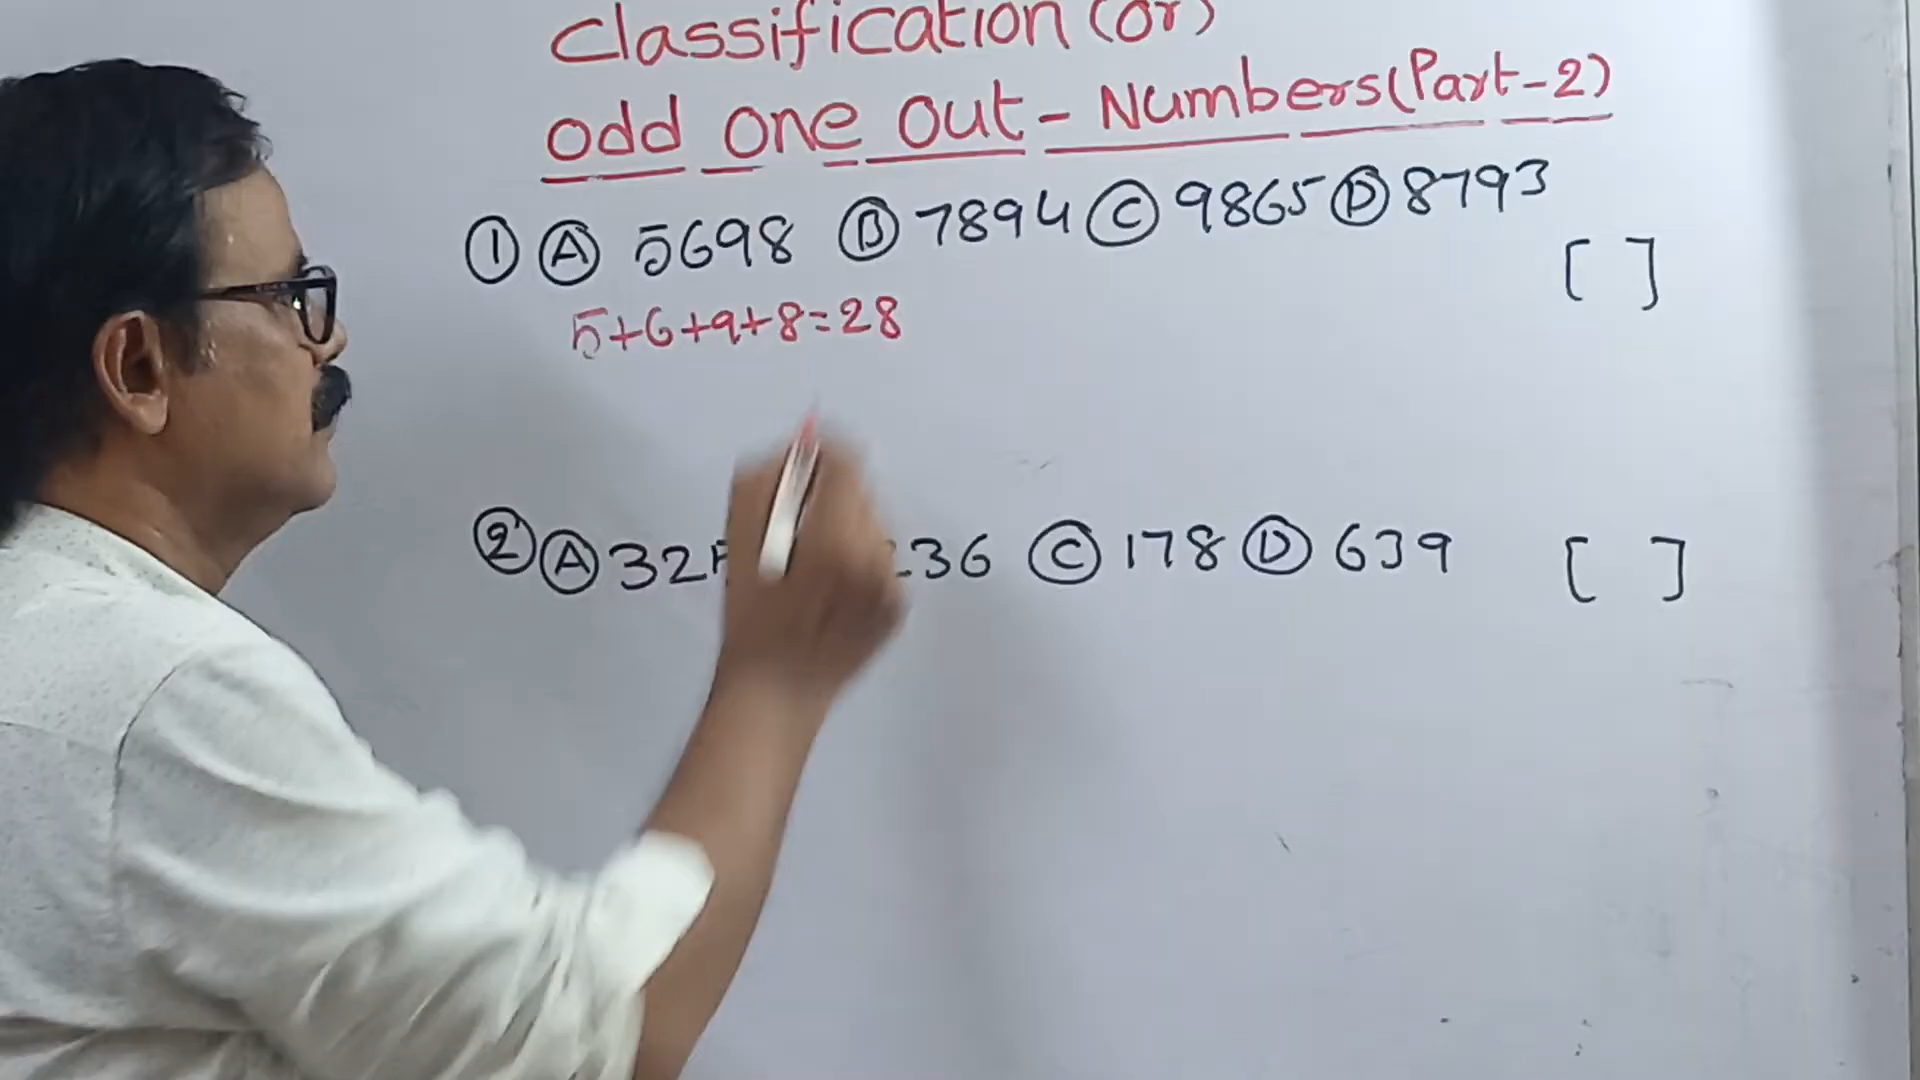 Classification (or)
odd one out - Numbers (Part-2)
① Ⓐ 5698 Ⓑ 7894 Ⓒ 9865 Ⓓ 8793
[ ]
5+6+9+8=28
② Ⓐ 32 36 Ⓒ 178 Ⓓ 639 [ ]